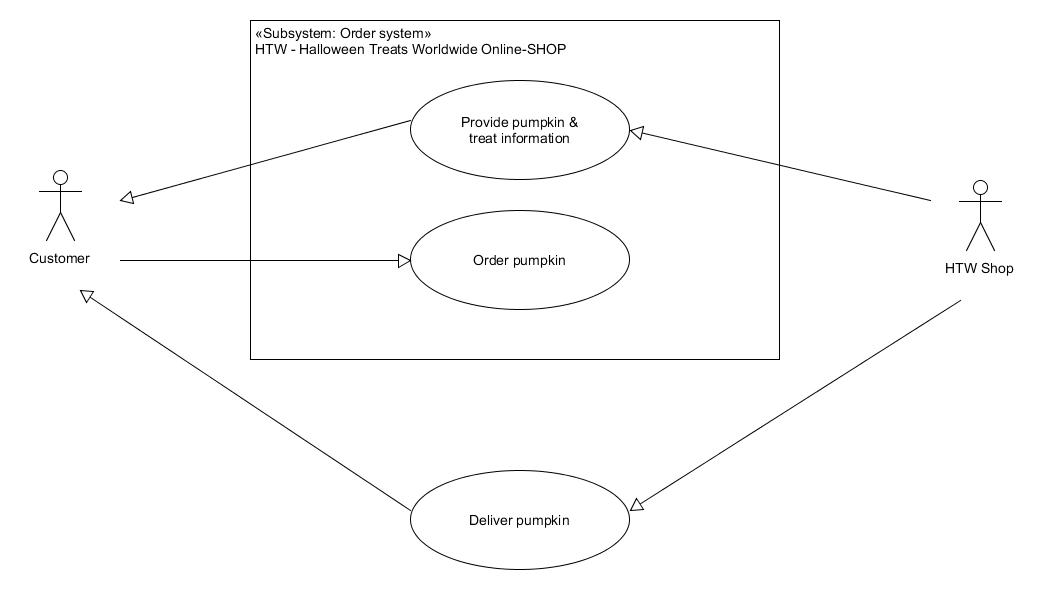 «Subsystem: Order system»
HTW - Halloween Treats Worldwide Online-SHOP
Provide pumpkin &
treat information
Customer
Order pumpkin
HTW Shop
Deliver pumpkin